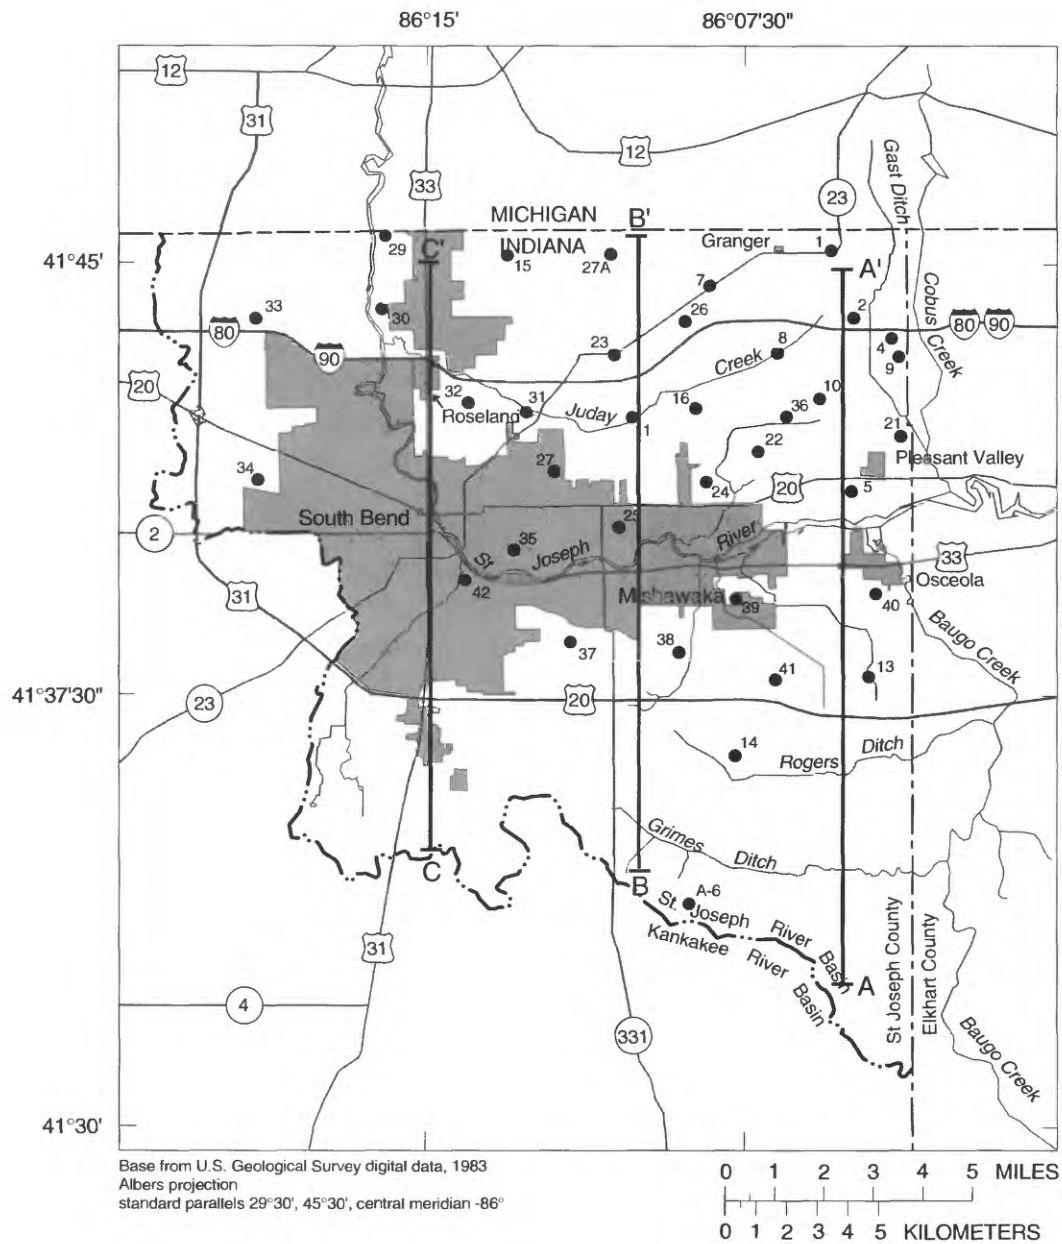 86°15'
86°07'30"
12
31
33
12
23
Gast Ditch
MICHIGAN
INDIANA
B'
Granger
1
29
C'
15
27A
A'
41°45'
7
Cobus Creek
33
30
26
2
80
90
80
90
23
8
4
9
20
Creek
32
Roseland
31
Juday
1
16
10
36
21
34
27
22
Pleasant Valley
24
20
5
South Bend
25
2
35
St
Joseph
River
33
31
42
Mishawaka
39
Osceola
40
Baugo Creek
37
38
41
13
41°37'30"
23
20
14
Rogers
Ditch
Grimes
Ditch
C
B
A-6
St. Joseph River Basin
Kankakee River Basin
A
31
4
331
St Joseph County
Elkhart County
Baugo Creek
41°30'
Base from U.S. Geological Survey digital data, 1983
Albers projection
standard parallels 29°30', 45°30', central meridian -86°
0 1 2 3 4 5 MILES
0 1 2 3 4 5 KILOMETERS